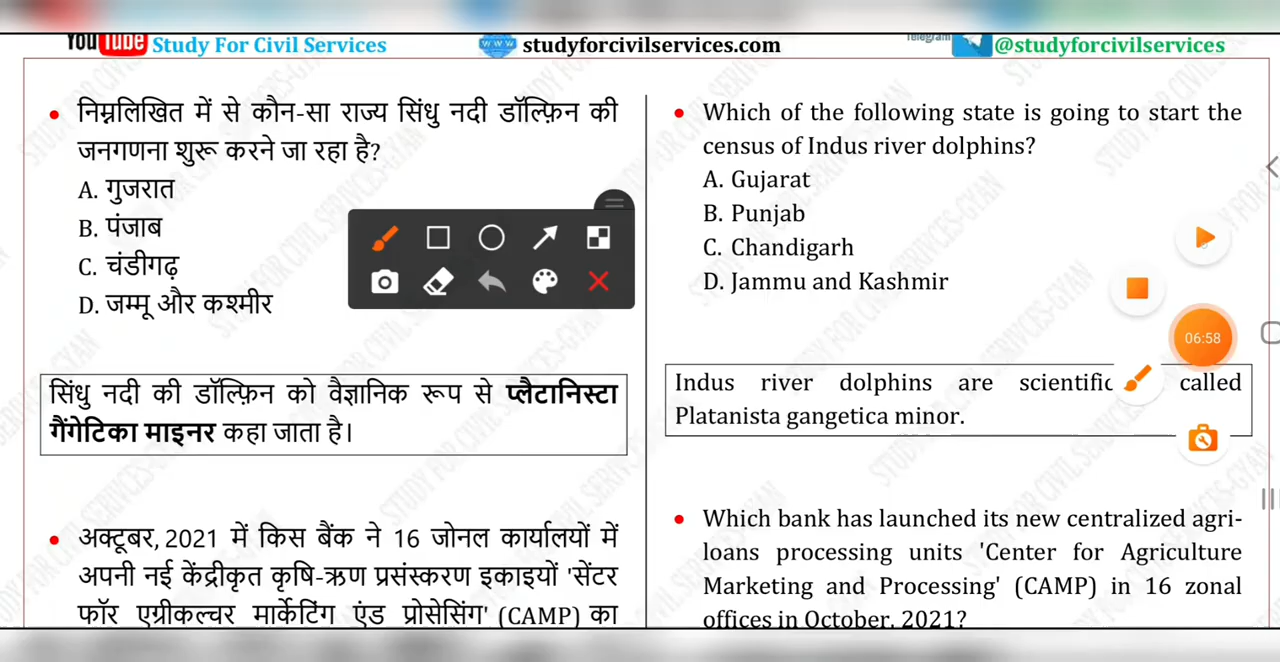 YouTube Study For Civil Services
www studyforcivilservices.com
Telegram @studyforcivilservices
• निम्नलिखित में से कौन-सा राज्य सिंधु नदी डॉल्फ़िन की
जनगणना शुरू करने जा रहा है?
A. गुजरात
B. पंजाब
C. चंडीगढ़
D. जम्मू और कश्मीर
सिंधु नदी की डॉल्फ़िन को वैज्ञानिक रूप से प्लैटानिस्टा
गैंगेटिका माइनर कहा जाता है।
• अक्टूबर, 2021 में किस बैंक ने 16 जोनल कार्यालयों में
अपनी नई केंद्रीकृत कृषि-ऋण प्रसंस्करण इकाइयों 'सेंटर
फॉर एग्रीकल्चर मार्केटिंग एंड प्रोसेसिंग' (CAMP) का
• Which of the following state is going to start the
census of Indus river dolphins?
A. Gujarat
B. Punjab
C. Chandigarh
D. Jammu and Kashmir
06:58
Indus river dolphins are scientific called
Platanista gangetica minor.
• Which bank has launched its new centralized agri-
loans processing units 'Center for Agriculture
Marketing and Processing' (CAMP) in 16 zonal
offices in October, 2021?